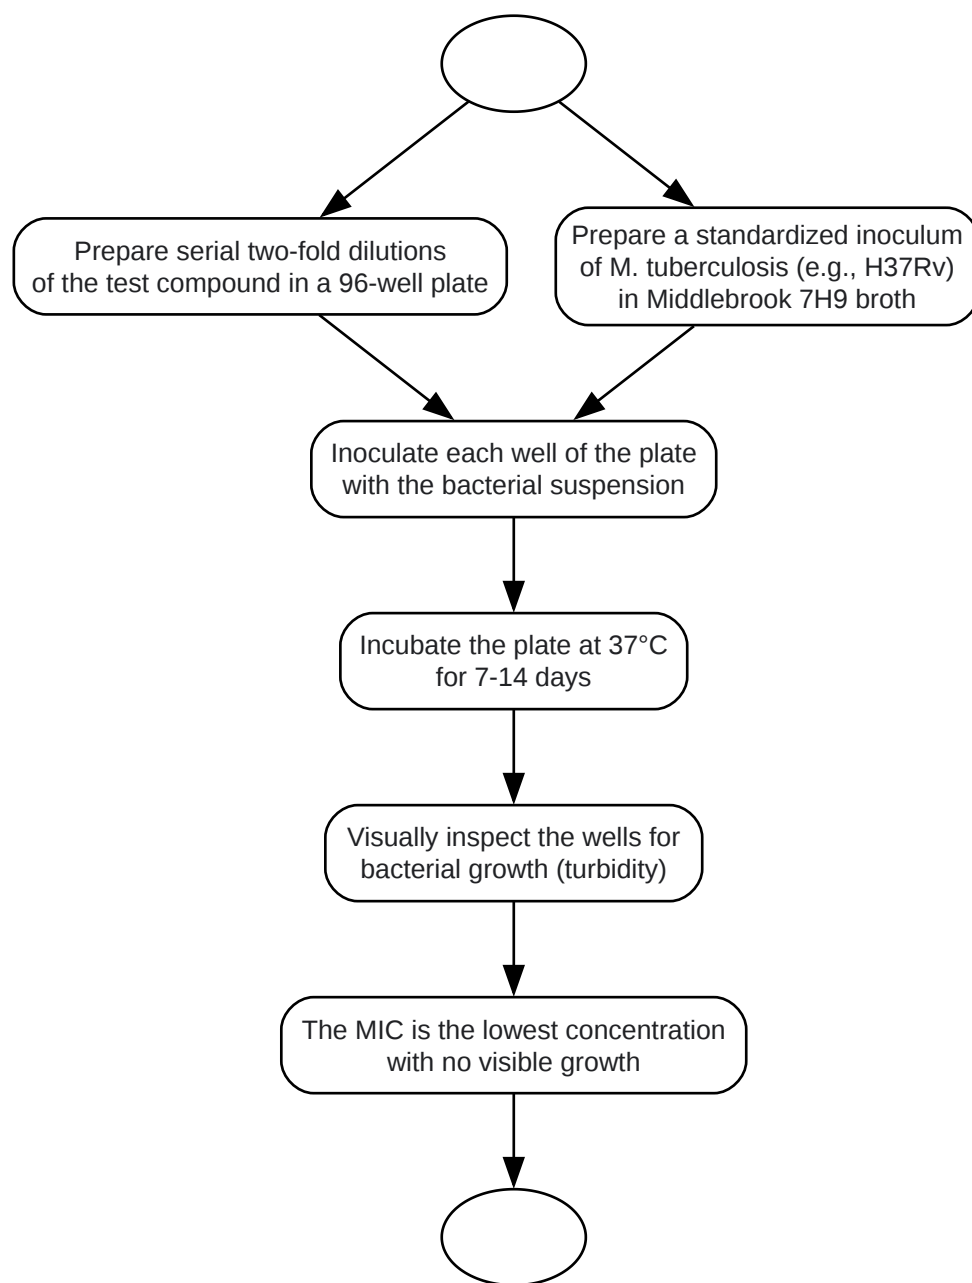 Prepare serial two-fold dilutions
of the test compound in a 96-well plate
Prepare a standardized inoculum
of M. tuberculosis (e.g., H37Rv)
in Middlebrook 7H9 broth
Inoculate each well of the plate
with the bacterial suspension
Incubate the plate at 37°C
for 7-14 days
Visually inspect the wells for
bacterial growth (turbidity)
The MIC is the lowest concentration
with no visible growth